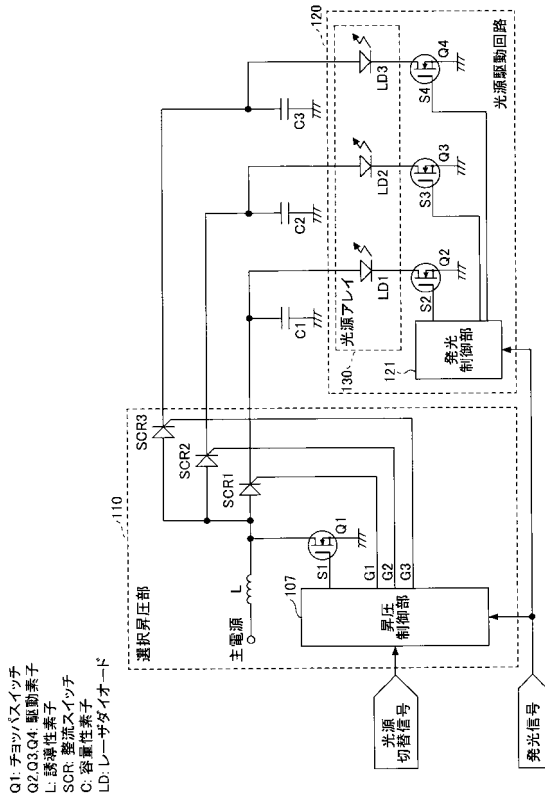 Q1: チョッパスイッチ
Q2,Q3,Q4: 駆動素子
L: 誘導性素子
SCR: 整流スイッチ
C: 容量性素子
LD: レーザダイオード
110
選択昇圧部
主電源
L
SCR3
SCR2
SCR1
S1
Q1
107
昇圧
制御部
G1
G2
G3
光源
切替信号
発光信号
C1
C2
C3
120
光源アレイ
130
LD1
LD2
LD3
S2
Q2
S3
Q3
S4
Q4
121
発光
制御部
光源駆動回路